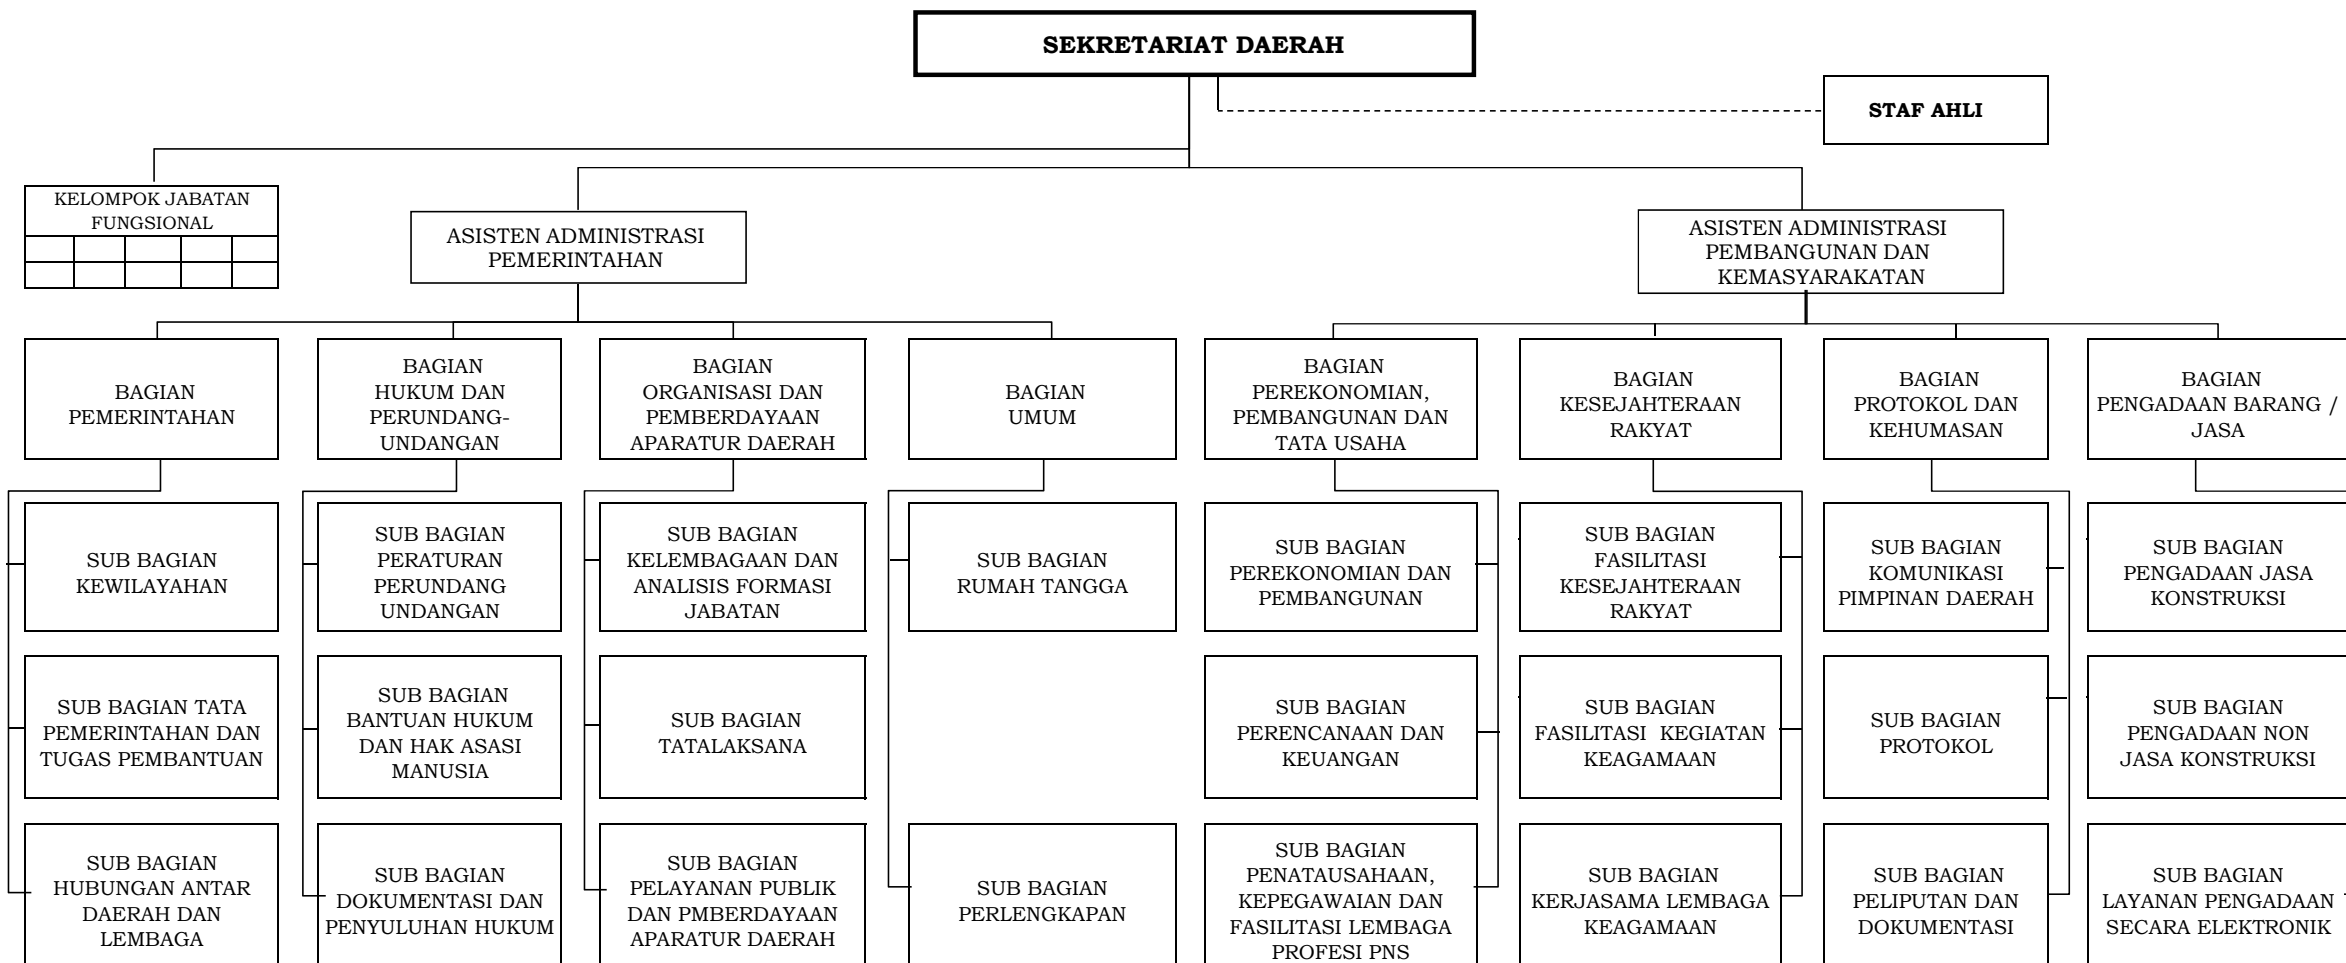 SEKRETARIAT DAERAH
STAF AHLI
KELOMPOK JABATAN
FUNGSIONAL
ASISTEN ADMINISTRASI
PEMERINTAHAN
ASISTEN ADMINISTRASI
PEMBANGUNAN DAN
KEMASYARAKATAN
BAGIAN
PEMERINTAHAN
BAGIAN
HUKUM DAN
PERUNDANG-
UNDANGAN
BAGIAN
ORGANISASI DAN
PEMBERDAYAAN
APARATUR DAERAH
BAGIAN
UMUM
BAGIAN
PEREKONOMIAN,
PEMBANGUNAN DAN
TATA USAHA
BAGIAN
KESEJAHTERAAN
RAKYAT
BAGIAN
PROTOKOL DAN
KEHUMASAN
BAGIAN
PENGADAAN BARANG /
JASA
SUB BAGIAN
KEWILAYAHAN
SUB BAGIAN
PERATURAN
PERUNDANG
UNDANGAN
SUB BAGIAN
KELEMBAGAAN DAN
ANALISIS FORMASI
JABATAN
SUB BAGIAN
RUMAH TANGGA
SUB BAGIAN
PEREKONOMIAN DAN
PEMBANGUNAN
SUB BAGIAN
FASILITASI
KESEJAHTERAAN
RAKYAT
SUB BAGIAN
KOMUNIKASI
PIMPINAN DAERAH
SUB BAGIAN
PENGADAAN JASA
KONSTRUKSI
SUB BAGIAN TATA
PEMERINTAHAN DAN
TUGAS PEMBANTUAN
SUB BAGIAN
BANTUAN HUKUM
DAN HAK ASASI
MANUSIA
SUB BAGIAN
TATALAKSANA
SUB BAGIAN
PERENCANAAN DAN
KEUANGAN
SUB BAGIAN
FASILITASI KEGIATAN
KEAGAMAAN
SUB BAGIAN
PROTOKOL
SUB BAGIAN
PENGADAAN NON
JASA KONSTRUKSI
SUB BAGIAN
HUBUNGAN ANTAR
DAERAH DAN
LEMBAGA
SUB BAGIAN
DOKUMENTASI DAN
PENYULUHAN HUKUM
SUB BAGIAN
PELAYANAN PUBLIK
DAN PMBERDAYAAN
APARATUR DAERAH
SUB BAGIAN
PERLENGKAPAN
SUB BAGIAN
PENATAUSAHAAN,
KEPEGAWAIAN DAN
FASILITASI LEMBAGA
PROFESI PNS
SUB BAGIAN
KERJASAMA LEMBAGA
KEAGAMAAN
SUB BAGIAN
PELIPUTAN DAN
DOKUMENTASI
SUB BAGIAN
LAYANAN PENGADAAN
SECARA ELEKTRONIK